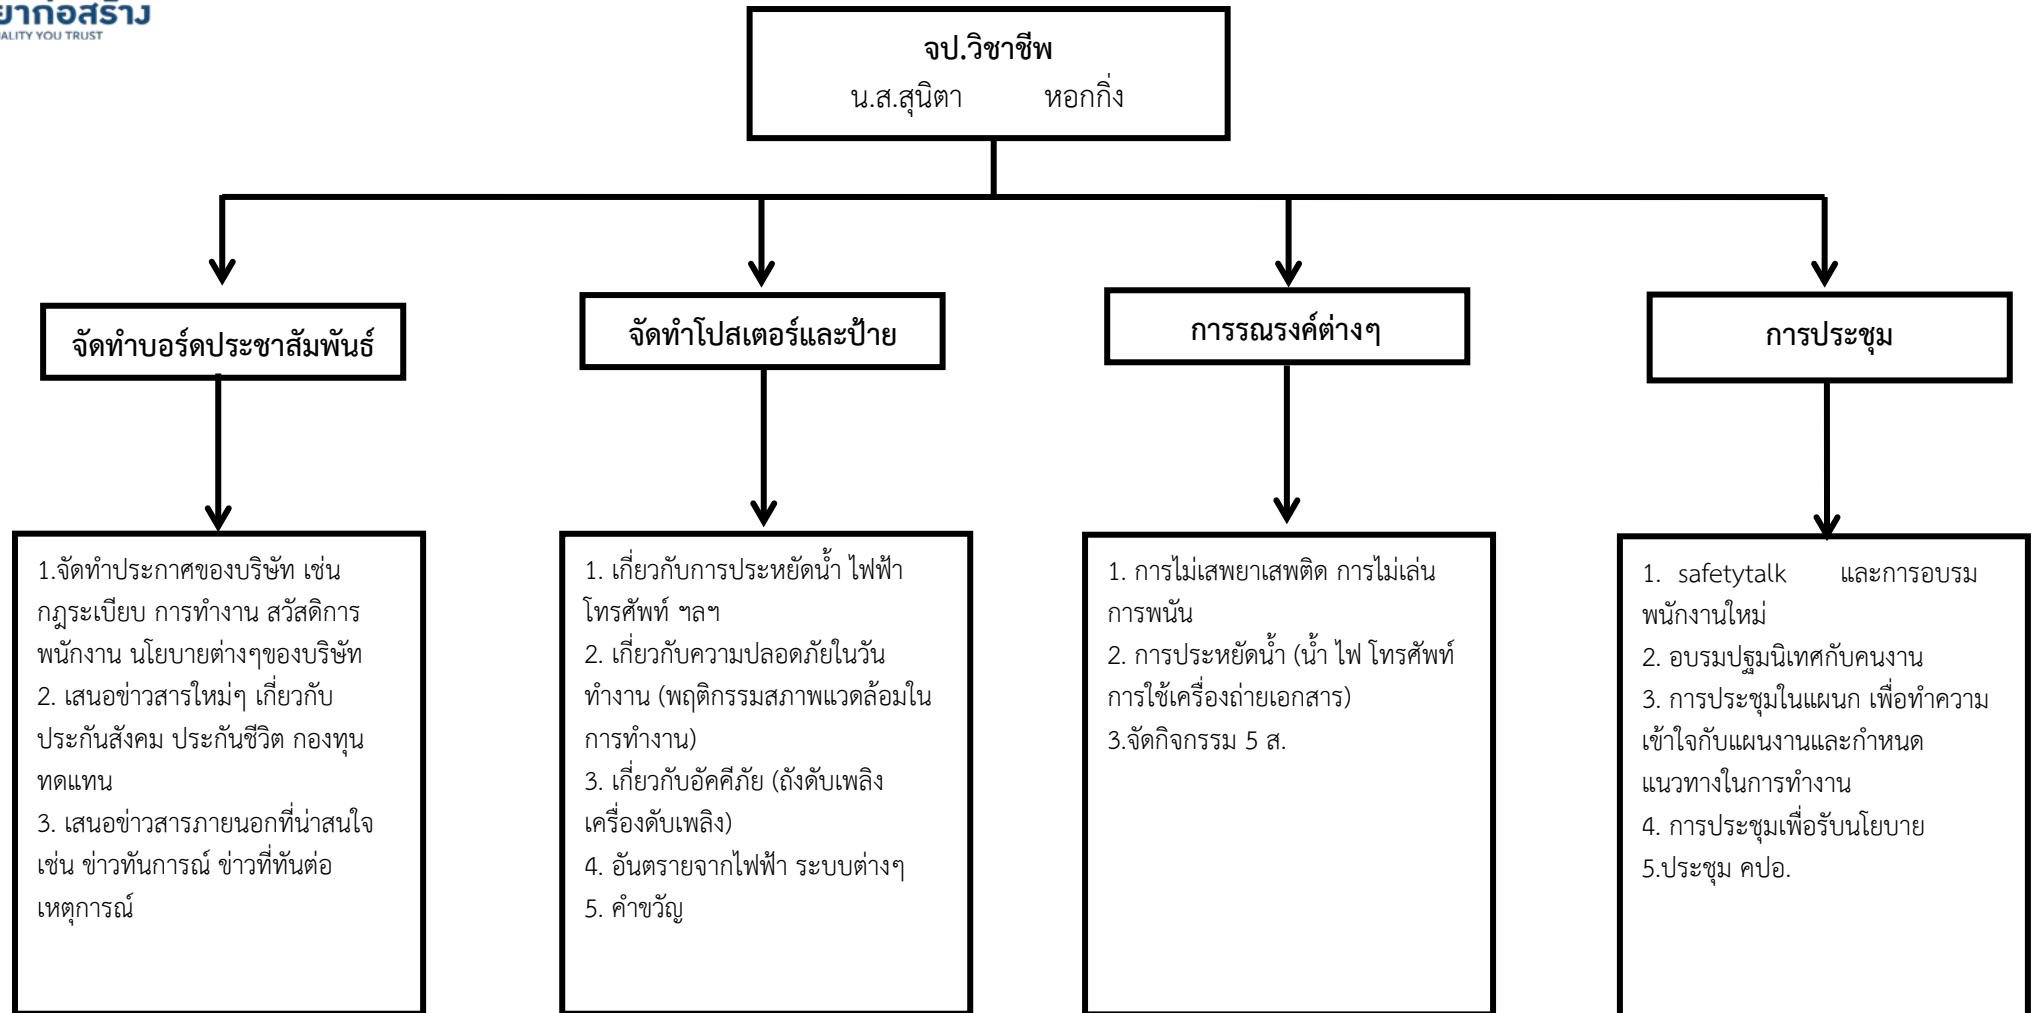 จป.วิชาชีพ
น.ส.สุนิตา หอกกิ่ง
จัดทำบอร์ดประชาสัมพันธ์
จัดทำโปสเตอร์และป้าย
การรณรงค์ต่างๆ
การประชุม
1.จัดทำประกาศของบริษัท เช่น
กฎระเบียบ การทำงาน สวัสดิการ
พนักงาน นโยบายต่างๆของบริษัท
2. เสนอข่าวสารใหม่ๆ เกี่ยวกับ
ประกันสังคม ประกันชีวิต กองทุน
ทดแทน
3. เสนอข่าวสารภายนอกที่น่าสนใจ
เช่น ข่าวทันการณ์ ข่าวที่ทันต่อ
เหตุการณ์
1. เกี่ยวกับการประหยัดน้ำ ไฟฟ้า
โทรศัพท์ ฯลฯ
2. เกี่ยวกับความปลอดภัยในวัน
ทำงาน (พฤติกรรมสภาพแวดล้อมใน
การทำงาน)
3. เกี่ยวกับอัคคีภัย (ถังดับเพลิง
เครื่องดับเพลิง)
4. อันตรายจากไฟฟ้า ระบบต่างๆ
5. คำขวัญ
1. การไม่เสพยาเสพติด การไม่เล่น
การพนัน
2. การประหยัดน้ำ (น้ำ ไฟ โทรศัพท์
การใช้เครื่องถ่ายเอกสาร)
3.จัดกิจกรรม 5 ส.
1. safetytalk และการอบรม
พนักงานใหม่
2. อบรมปฐมนิเทศกับคนงาน
3. การประชุมในแผนก เพื่อทำความ
เข้าใจกับแผนงานและกำหนด
แนวทางในการทำงาน
4. การประชุมเพื่อรับนโยบาย
5.ประชุม คปอ.